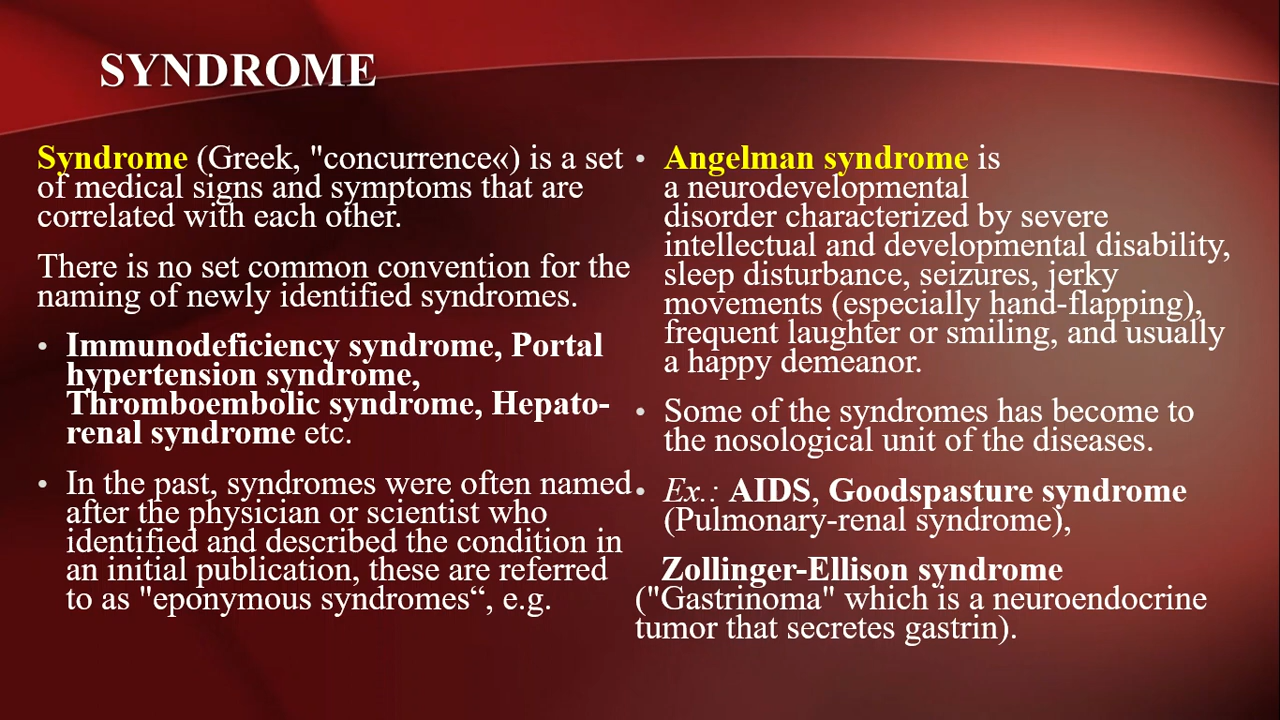 SYNDROME
Syndrome (Greek, "concurrence«) is a set
of medical signs and symptoms that are
correlated with each other.
There is no set common convention for the
naming of newly identified syndromes.
• Immunodeficiency syndrome, Portal
hypertension syndrome,
Thromboembolic syndrome, Hepato-
renal syndrome etc.
• In the past, syndromes were often named
after the physician or scientist who
identified and described the condition in
an initial publication, these are referred
to as "eponymous syndromes“, e.g.
• Angelman syndrome is
a neurodevelopmental
disorder characterized by severe
intellectual and developmental disability,
sleep disturbance, seizures, jerky
movements (especially hand-flapping),
frequent laughter or smiling, and usually
a happy demeanor.
• Some of the syndromes has become to
the nosological unit of the diseases.
• Ex.: AIDS, Goodspasture syndrome
(Pulmonary-renal syndrome),
Zollinger-Ellison syndrome
("Gastrinoma" which is a neuroendocrine
tumor that secretes gastrin).